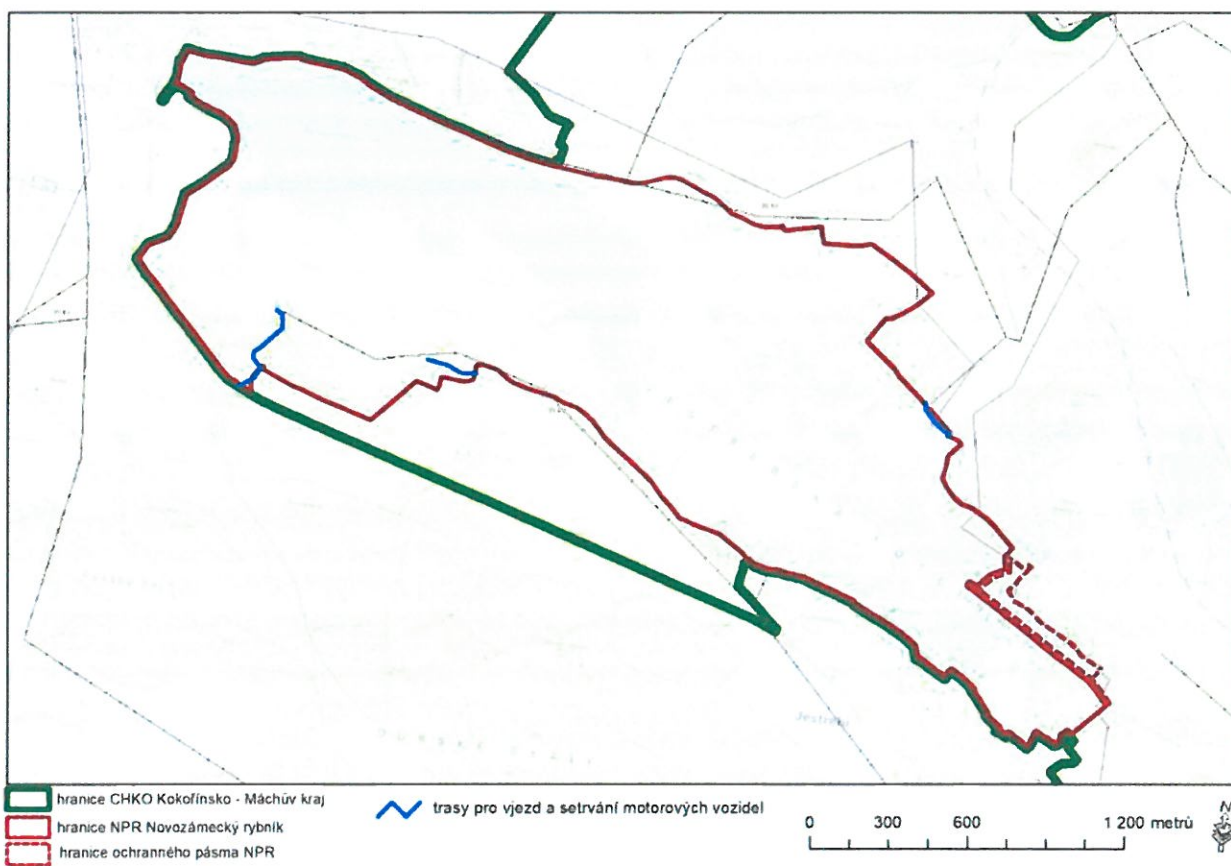 hranice CHKO Kokořínsko - Máchův kraj
hranice NPR Novozámecký rybník
hranice ochranného pásma NPR
trasy pro vjezd a setrvání motorových vozidel
0 300 600 1 200 metrů
N